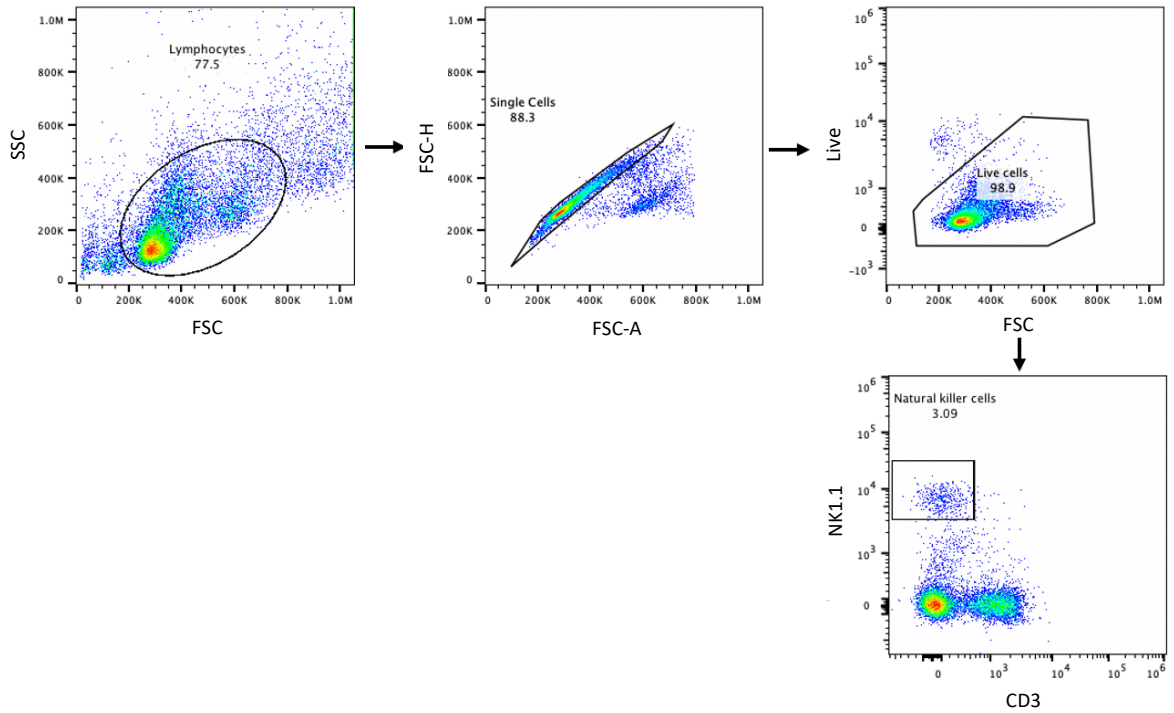 1.0M
800K
600K
400K
200K
0
0
200K
400K
600K
800K
1.0M
SSC
FSC
Lymphocytes
77.5
1.0M
800K
600K
400K
200K
0
0
200K
400K
600K
800K
1.0M
FSC-H
FSC-A
Single Cells
88.3
10^6
10^5
10^4
10^3
0
-10^3
0
200K
400K
600K
800K
1.0M
Live
FSC
Live cells
98.9
10^6
10^5
10^4
10^3
0
0
10^3
10^4
10^5
10^6
NK1.1
CD3
Natural killer cells
3.09